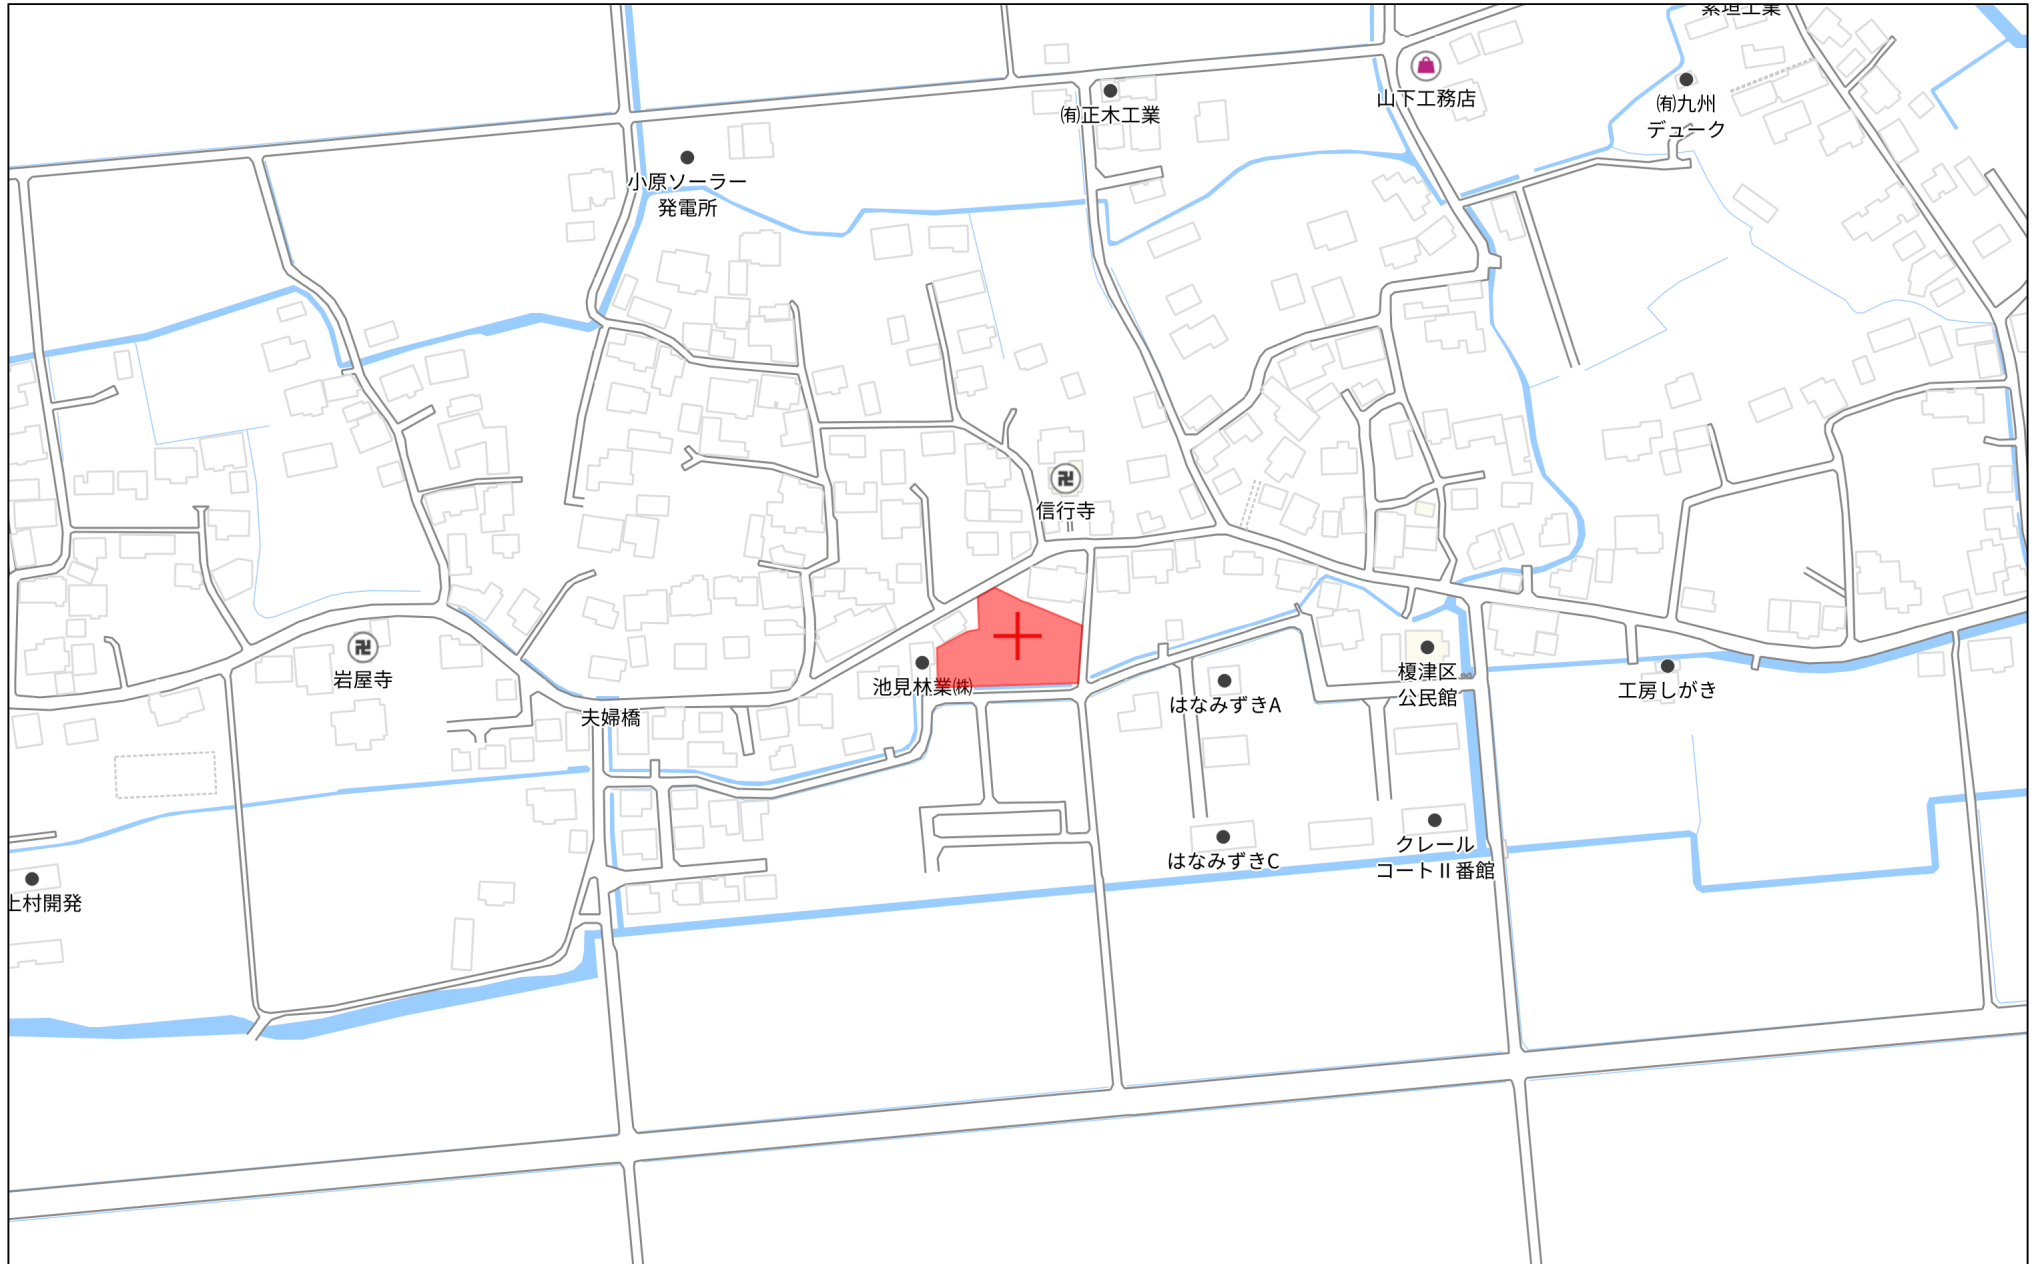 素垣工業
山下工務店
㈲九州
デューク
㈲正木工業
小原ソーラー
発電所
信行寺
岩屋寺
池見林業㈱
夫婦橋
はなみずきA
榎津区
公民館
工房しがき
はなみずきC
クレール
コートⅡ番館
上村開発